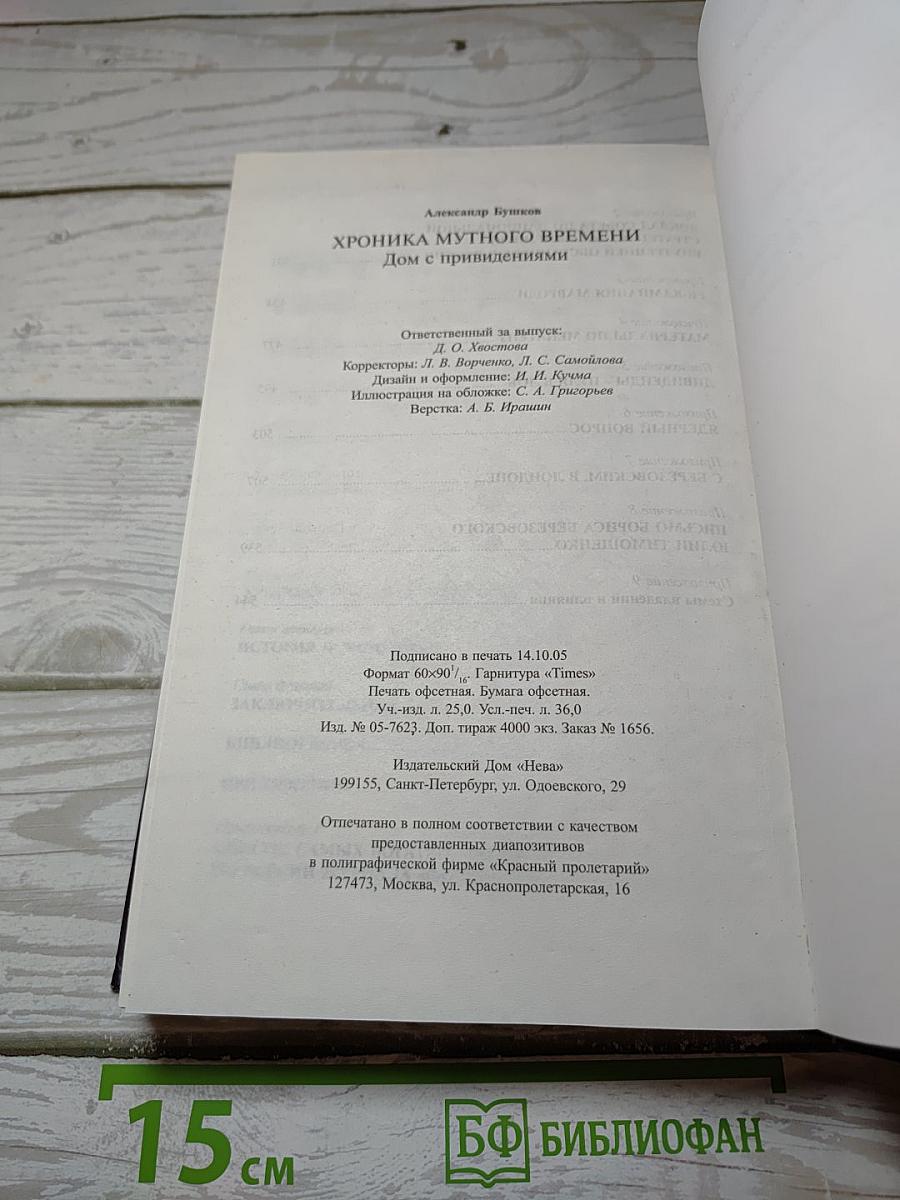 Александр Бушков
ХРОНИКА МУТНОГО ВРЕМЕНИ
Дом с привидениями
Ответственный за выпуск:
Д. О. Хвостова
Корректоры: Л. В. Ворченко, Л. С. Самойлова
Дизайн и оформление: И. И. Кучма
Иллюстрация на обложке: С. А. Григорьев
Верстка: А. Б. Ирашин
Подписано в печать 14.10.05
Формат 60×90 1/16. Гарнитура «Times»
Печать офсетная. Бумага офсетная.
Уч.-изд. л. 25,0. Усл.-печ. л. 36,0
Изд. № 05-7623. Доп. тираж 4000 экз. Заказ № 1656.
Издательский Дом «Нева»
199155, Санкт-Петербург, ул. Одоевского, 29
Отпечатано в полном соответствии с качеством
предоставленных диапозитивов
в полиграфической фирме «Красный пролетарий»
127473, Москва, ул. Краснопролетарская, 16
15 см
БФ БИБЛИОФАН